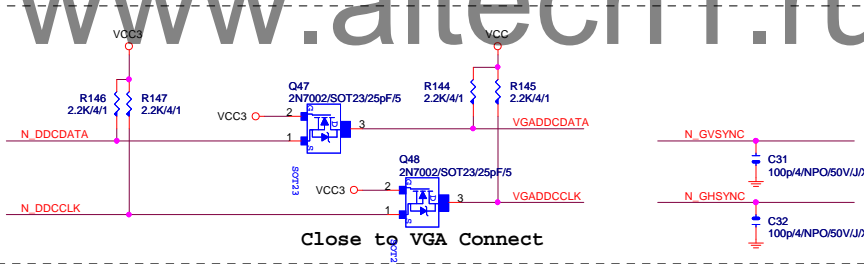 www.aitech1.ru
VCC3
VCC
R146
2.2K/4/1
R147
2.2K/4/1
Q47
2N7002/SOT23/25pF/5
R144
2.2K/4/1
R145
2.2K/4/1
VCC3
2
G
D
S
1
3
N_DDCDATA
VGADDCDATA
N_GVSYNC
SOT23
Q48
2N7002/SOT23/25pF/5
C31
100p/4/NPO/50V/J/X
VCC3
2
G
D
S
1
3
N_DDCCLK
VGADDCCLK
N_GHSYNC
C32
100p/4/NPO/50V/J/X
Close to VGA Connect